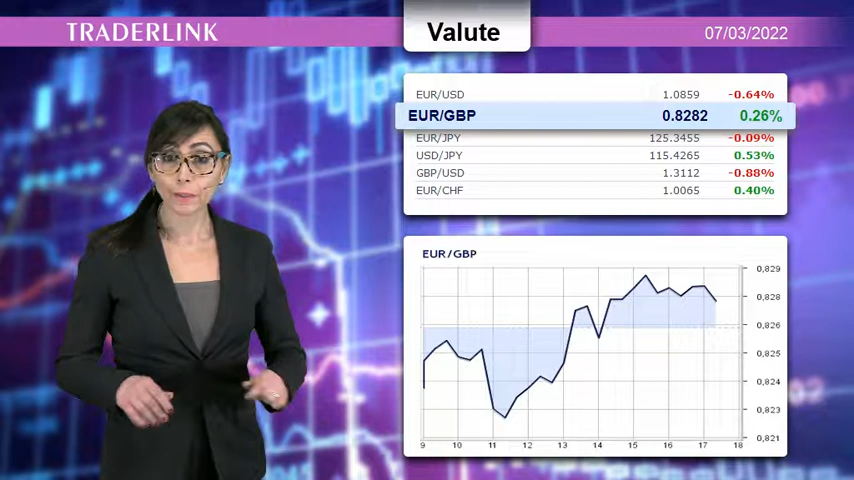 TRADERLINK
Valute
07/03/2022
EUR/USD 1.0859 -0.64%
EUR/GBP 0.8282 0.26%
EUR/JPY 125.3455 -0.09%
USD/JPY 115.4265 0.53%
GBP/USD 1.3112 -0.88%
EUR/CHF 1.0065 0.40%
EUR/GBP
0,829
0,828
0,826
0,825
0,824
0,823
0,821
9 10 11 12 13 14 15 16 17 18